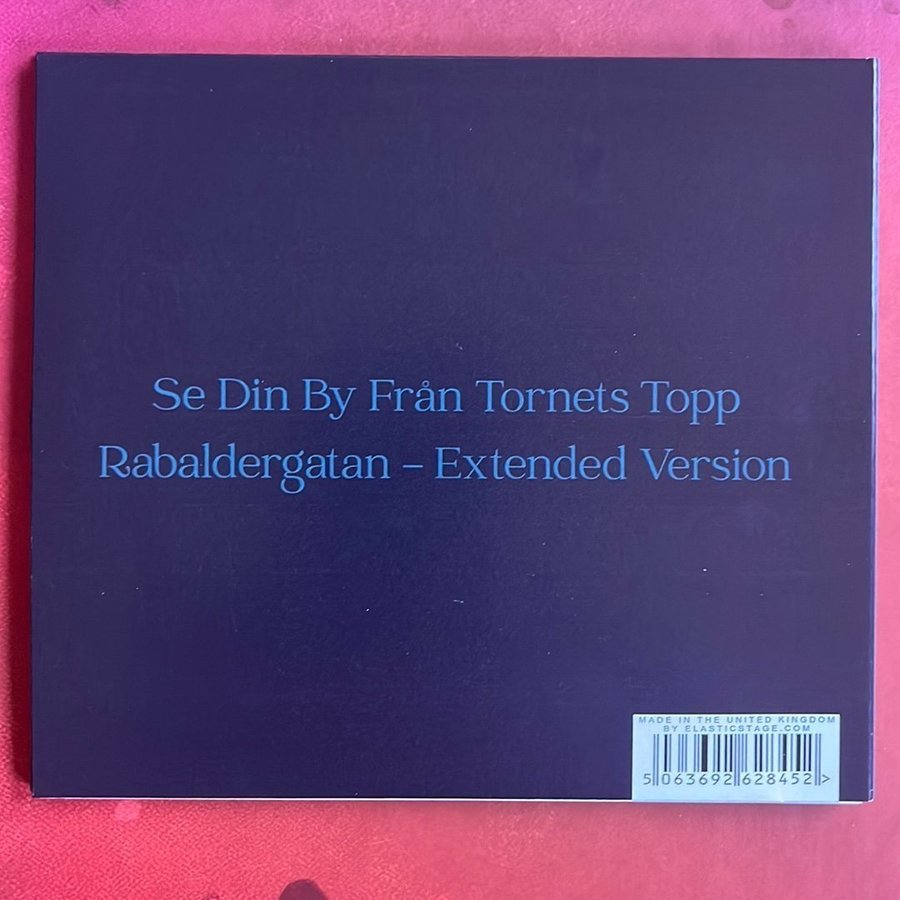 Se Din By Från Tornets Topp
Rabaldergatan – Extended Version
MADE IN THE UNITED KINGDOM
BY ELASTICSTAGE.COM
5 063692 628452 >